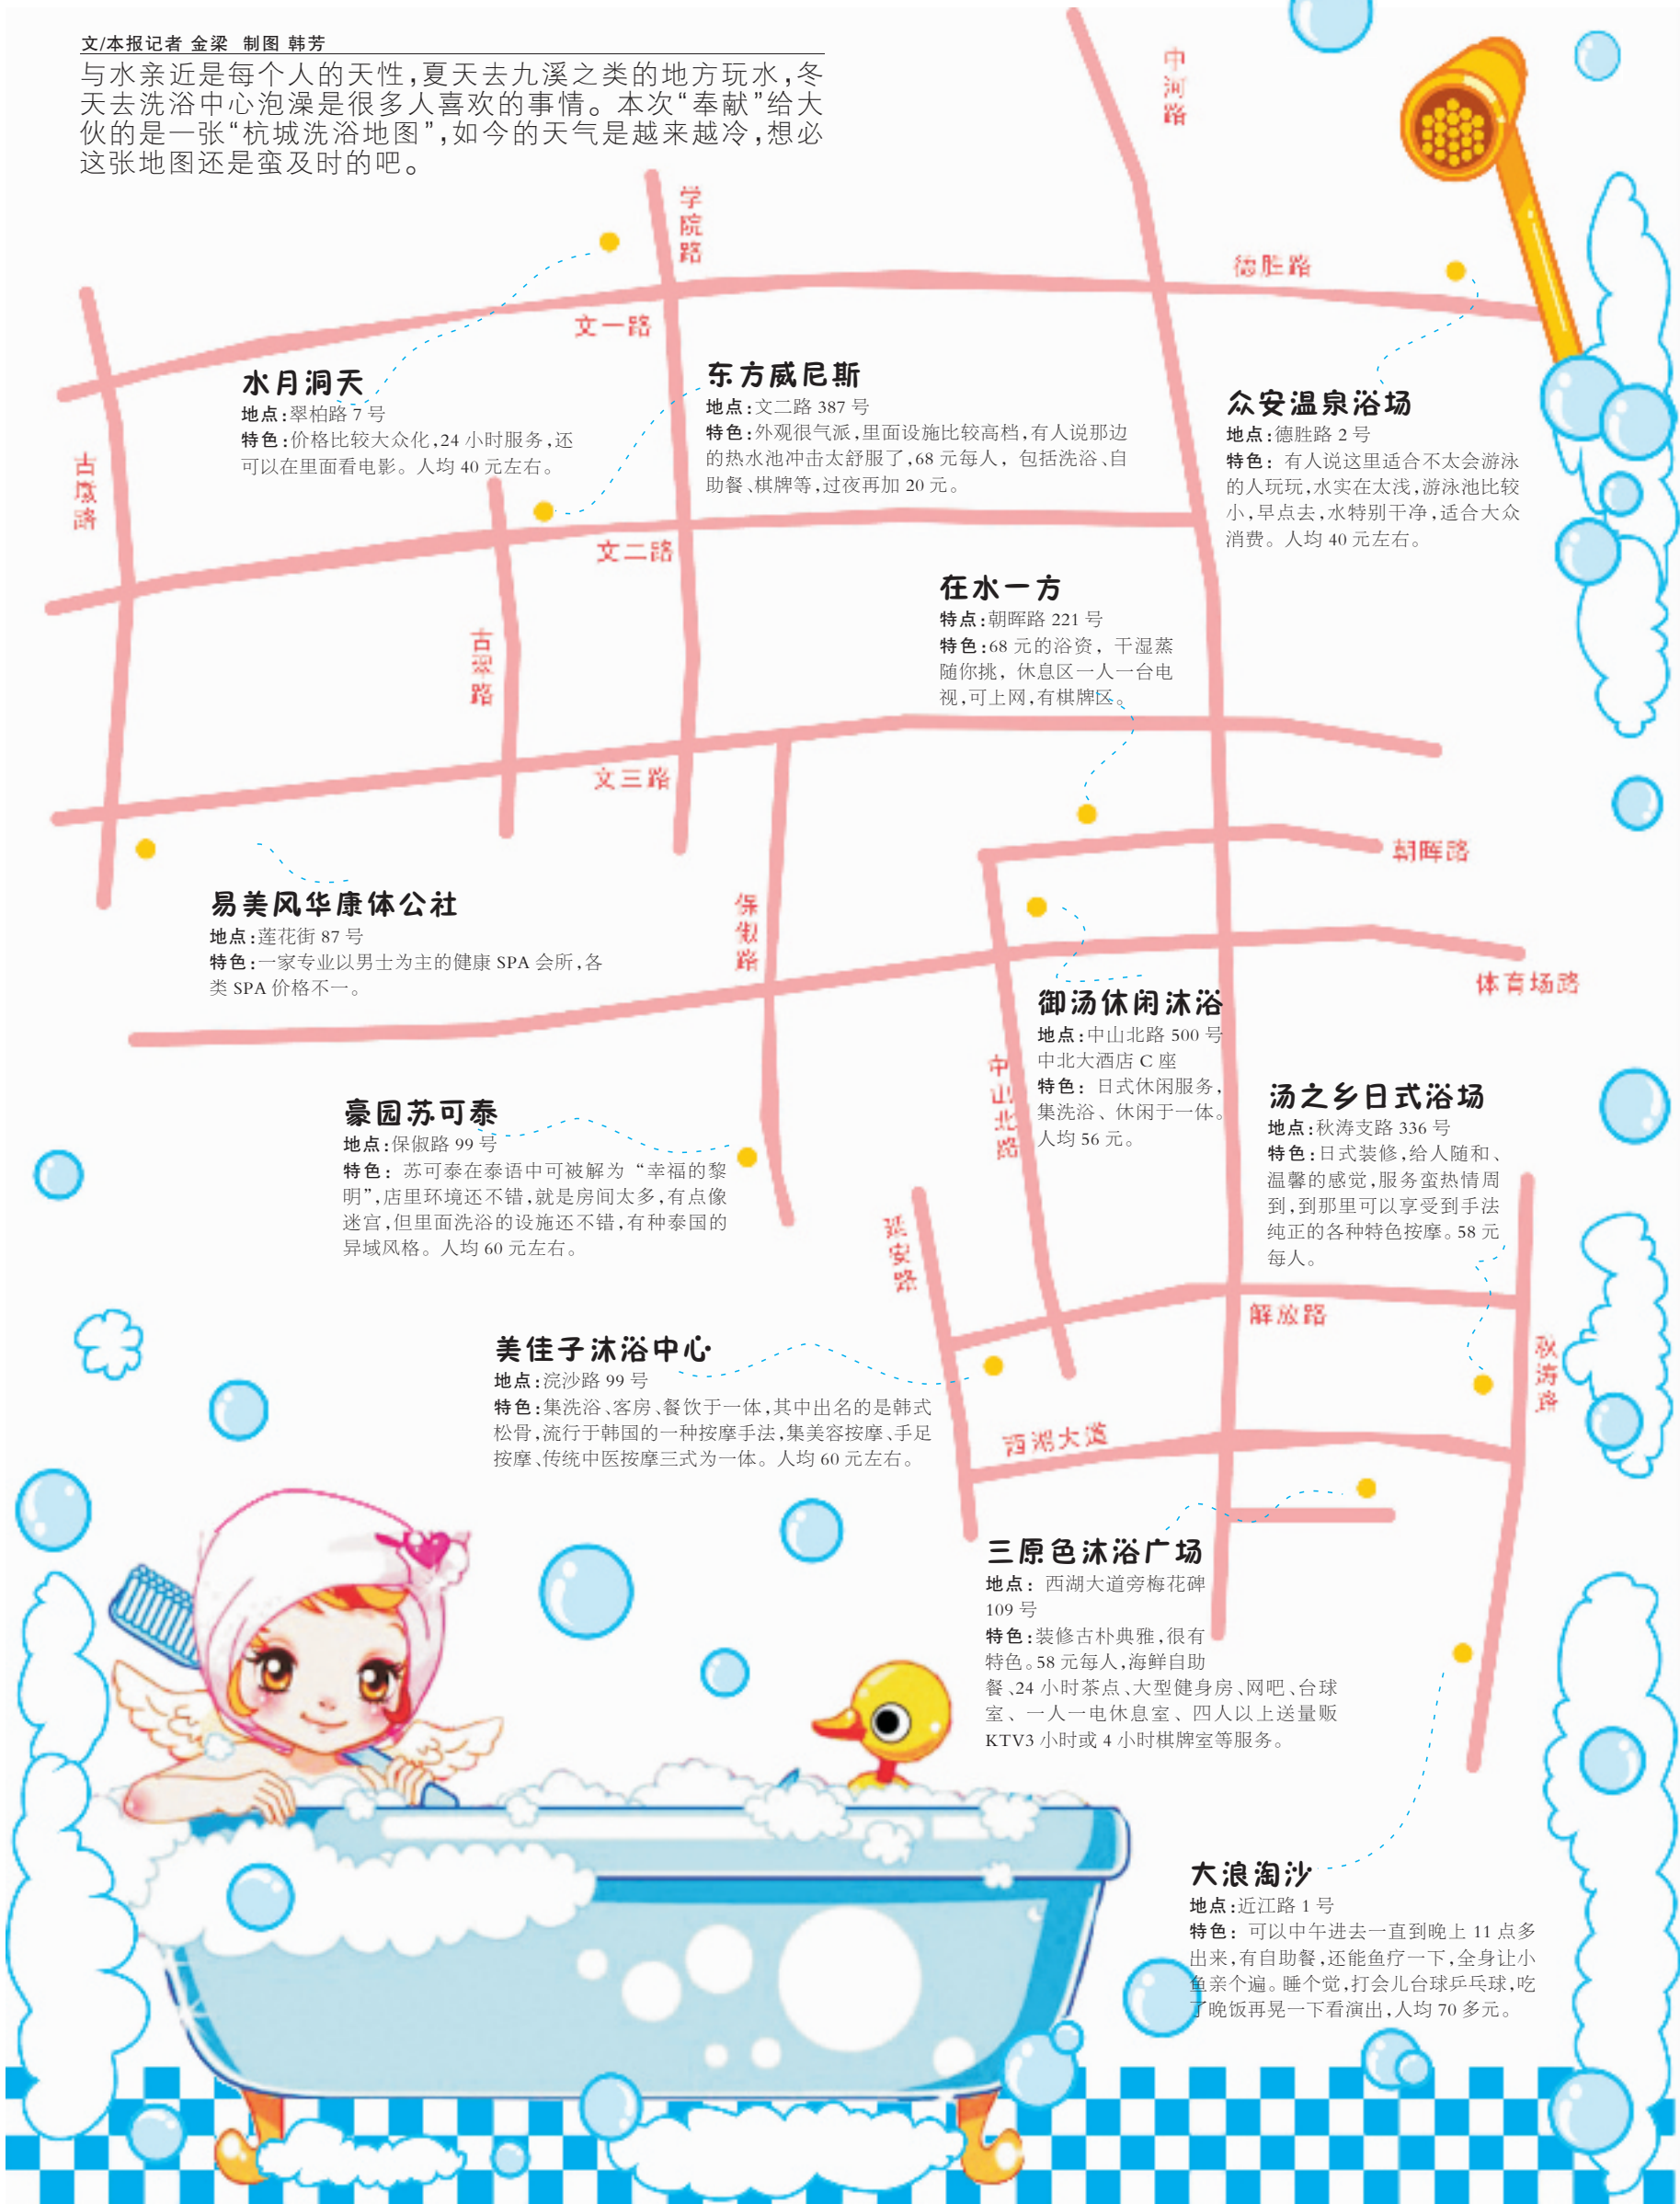 文/本报记者 金梁 制图 韩芳
与水亲近是每个人的天性,夏天去九溪之类的地方玩水,冬
天去洗浴中心泡澡是很多人喜欢的事情。本次“奉献”给大
伙的是一张“杭城洗浴地图”,如今的天气是越来越冷,想必
这张地图还是蛮及时的吧。
中河路
学院路
德胜路
文一路
水月洞天
地点:翠柏路 7 号
特色:价格比较大众化,24 小时服务,还
可以在里面看电影。人均 40 元左右。
东方威尼斯
地点:文二路 387 号
特色:外观很气派,里面设施比较高档,有人说那边
的热水池冲击太舒服了,68 元每人,包括洗浴、自
助餐、棋牌等,过夜再加 20 元。
众安温泉浴场
地点:德胜路 2 号
特色:有人说这里适合不太会游泳
的人玩玩,水实在太浅,游泳池比较
小,早点去,水特别干净,适合大众
消费。人均 40 元左右。
古墩路
文二路
在水一方
特点:朝晖路 221 号
特色:68 元的浴资,干湿蒸
随你挑,休息区一人一台电
视,可上网,有棋牌区。
古翠路
文三路
朝晖路
易美风华康体公社
地点:莲花街 87 号
特色:一家专业以男士为主的健康 SPA 会所,各
类 SPA 价格不一。
保俶路
体育场路
御汤休闲沐浴
地点:中山北路 500 号
中北大酒店 C 座
特色:日式休闲服务,
集洗浴、休闲于一体。
人均 56 元。
中山北路
汤之乡日式浴场
地点:秋涛支路 336 号
特色:日式装修,给人随和、
温馨的感觉,服务蛮热情周
到,到那里可以享受到手法
纯正的各种特色按摩。58 元
每人。
豪园苏可泰
地点:保俶路 99 号
特色:苏可泰在泰语中可被解为“幸福的黎
明”,店里环境还不错,就是房间太多,有点像
迷宫,但里面洗浴的设施还不错,有种泰国的
异域风格。人均 60 元左右。
延安路
解放路
秋涛路
美佳子沐浴中心
地点:浣沙路 99 号
特色:集洗浴、客房、餐饮于一体,其中出名的是韩式
松骨,流行于韩国的一种按摩手法,集美容按摩、手足
按摩、传统中医按摩三式为一体。人均 60 元左右。
西湖大道
三原色沐浴广场
地点:西湖大道旁梅花碑
109 号
特色:装修古朴典雅,很有
特色。58 元每人,海鲜自助
餐、24 小时茶点、大型健身房、网吧、台球
室、一人一电休息室、四人以上送量贩
KTV3 小时或 4 小时棋牌室等服务。
大浪淘沙
地点:近江路 1 号
特色:可以中午进去一直到晚上 11 点多
出来,有自助餐,还能鱼疗一下,全身让小
鱼亲个遍。睡个觉,打会儿台球乒乓球,吃
了晚饭再晃一下看演出,人均 70 多元。